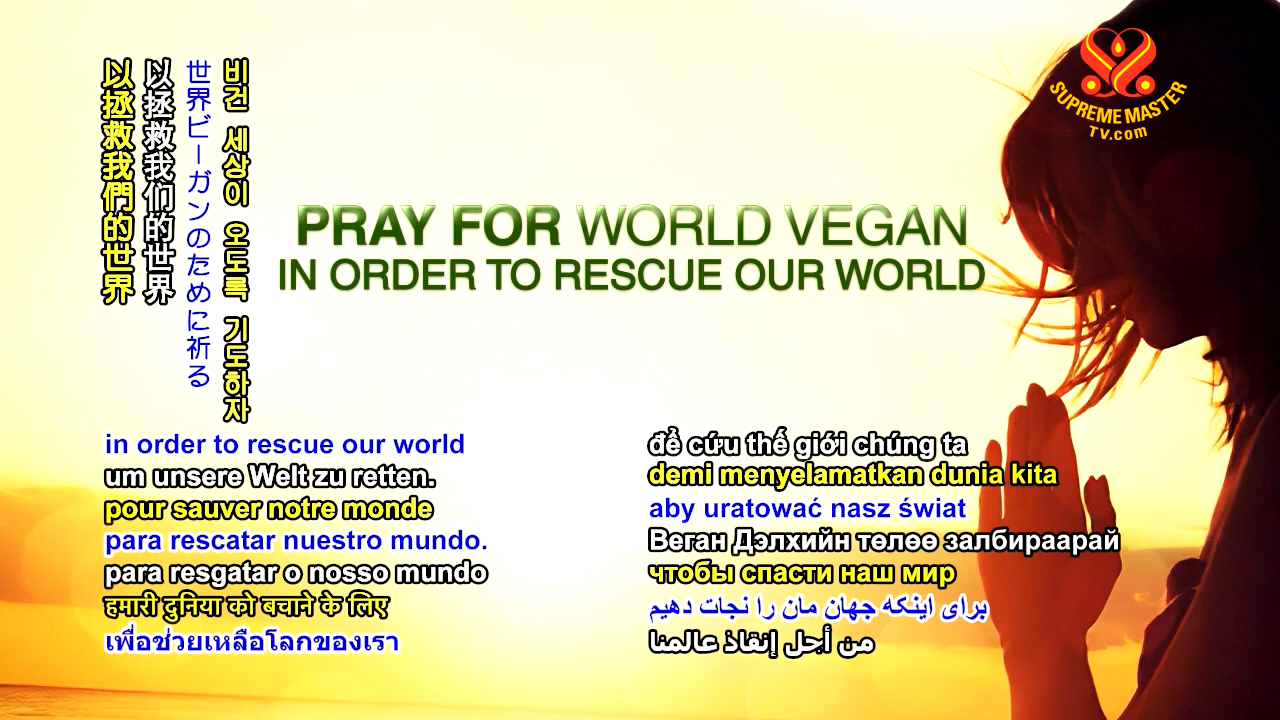 SUPREME MASTER
TV.com
以拯救我們的世界
以拯救我们的世界
世界ビーガンのために祈る
비건 세상이 오도록 기도하자
PRAY FOR WORLD VEGAN
IN ORDER TO RESCUE OUR WORLD
in order to rescue our world
um unsere Welt zu retten.
pour sauver notre monde
para rescatar nuestro mundo.
para resgatar o nosso mundo
हमारी दुनिया को बचाने के लिए
เพื่อช่วยเหลือโลกของเรา
để cứu thế giới chúng ta
demi menyelamatkan dunia kita
aby uratować nasz świat
Веган Дэлхийн төлөө залбираарай
чтобы спасти наш мир
برای اینکه جهان مان را نجات دهیم
من أجل إنقاذ عالمنا